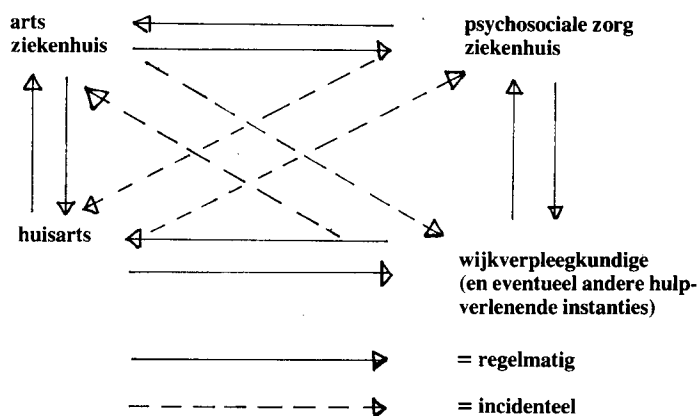 arts
ziekenhuis
psychosociale zorg
ziekenhuis
huisarts
wijkverpleegkundige
(en eventueel andere hulp-
verlenende instanties)
= regelmatig
= incidenteel